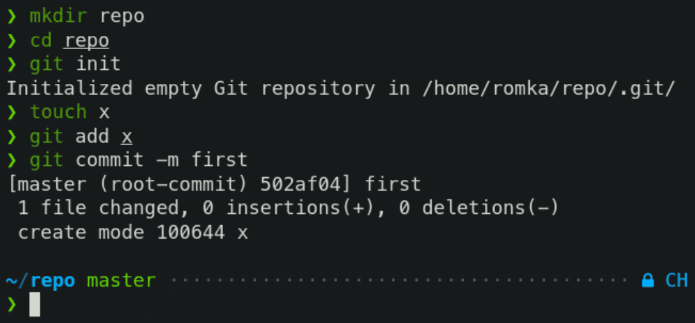 ❯ mkdir repo
❯ cd repo
❯ git init
Initialized empty Git repository in /home/romka/repo/.git/
❯ touch x
❯ git add x
❯ git commit -m first
[master (root-commit) 502af04] first
 1 file changed, 0 insertions(+), 0 deletions(-)
 create mode 100644 x
~/repo master ······································ CH
❯